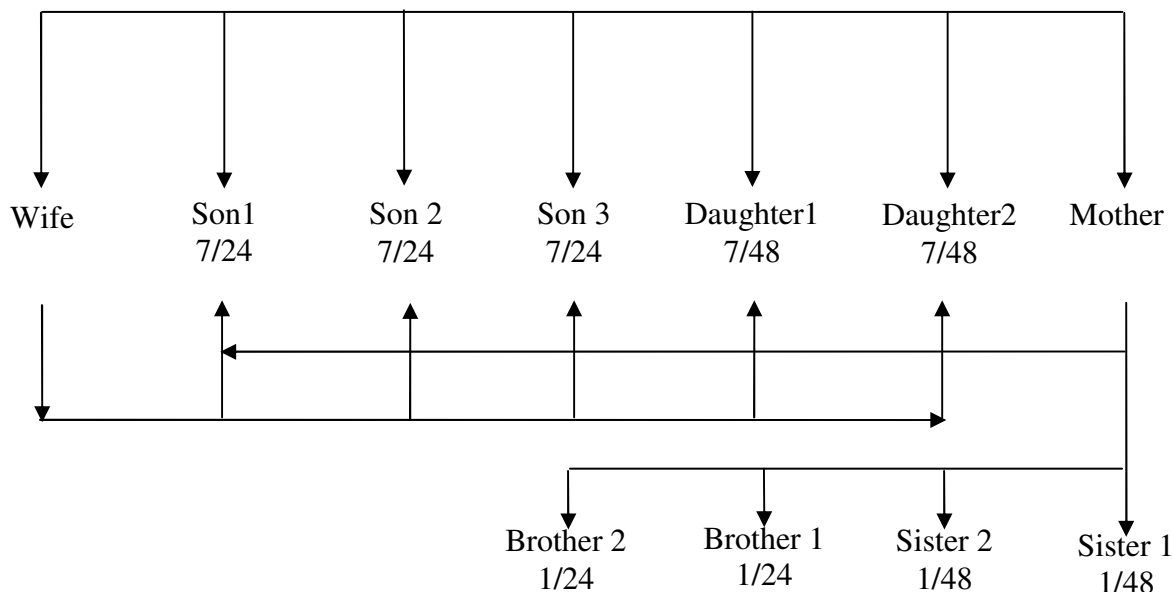 Wife
Son1
7/24
Son 2
7/24
Son 3
7/24
Daughter1
7/48
Daughter2
7/48
Mother
Brother 2
1/24
Brother 1
1/24
Sister 2
1/48
Sister 1
1/48